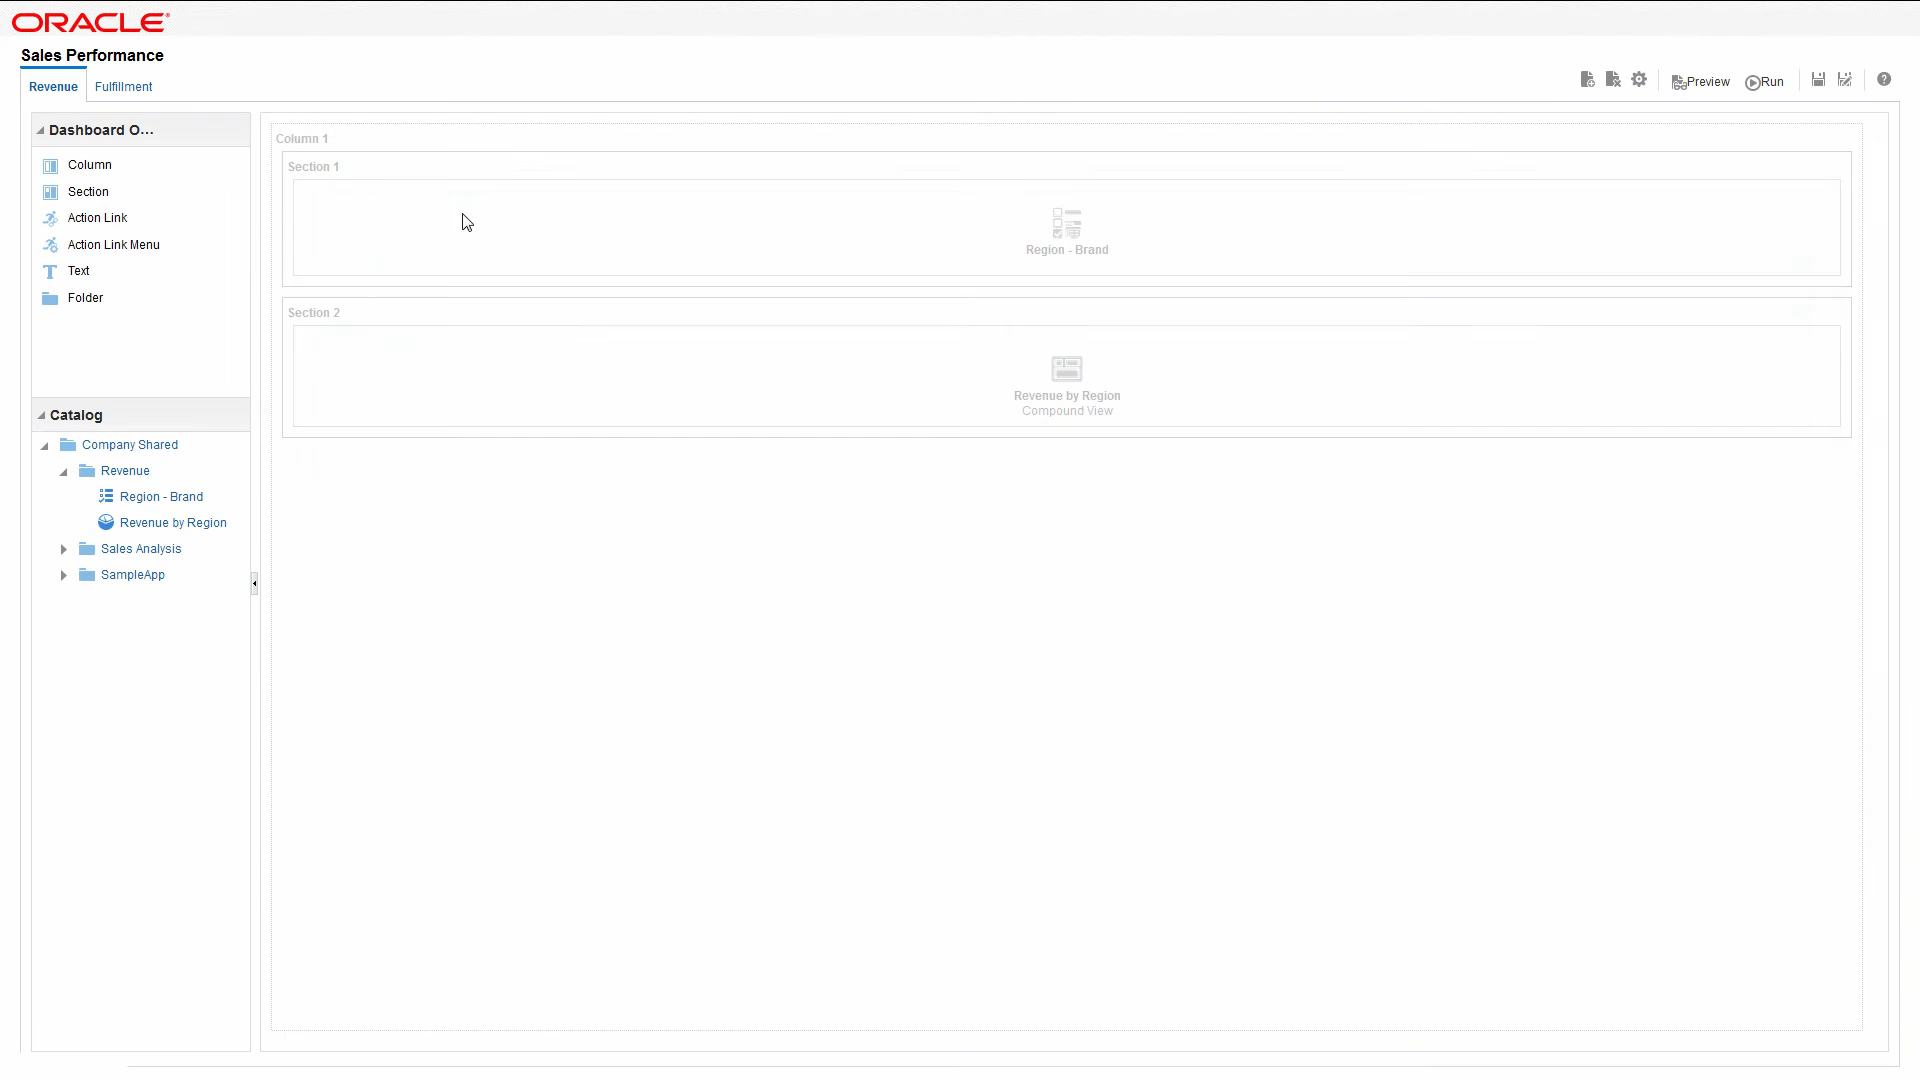 ORACLE
Sales Performance
Revenue
Fulfillment
Preview
Run
Dashboard O...
Column
Section
Action Link
Action Link Menu
Text
Folder
Catalog
Company Shared
Revenue
Region - Brand
Revenue by Region
Sales Analysis
SampleApp
Column 1
Section 1
Region - Brand
Section 2
Revenue by Region
Compound View